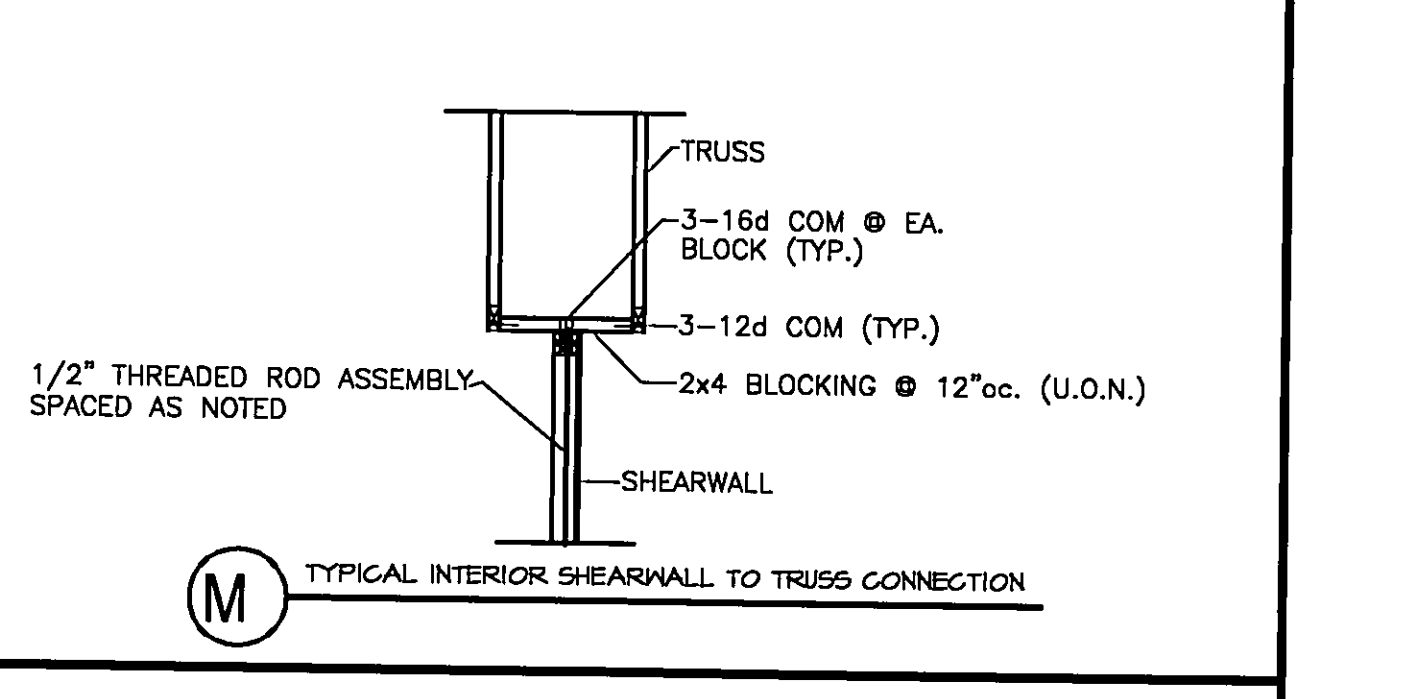 TRUSS
3-16d COM @ EA.
BLOCK (TYP.)
3-12d COM (TYP.)
1/2" THREADED ROD ASSEMBLY
SPACED AS NOTED
2x4 BLOCKING @ 12"oc. (U.O.N.)
SHEARWALL
M
TYPICAL INTERIOR SHEARWALL TO TRUSS CONNECTION